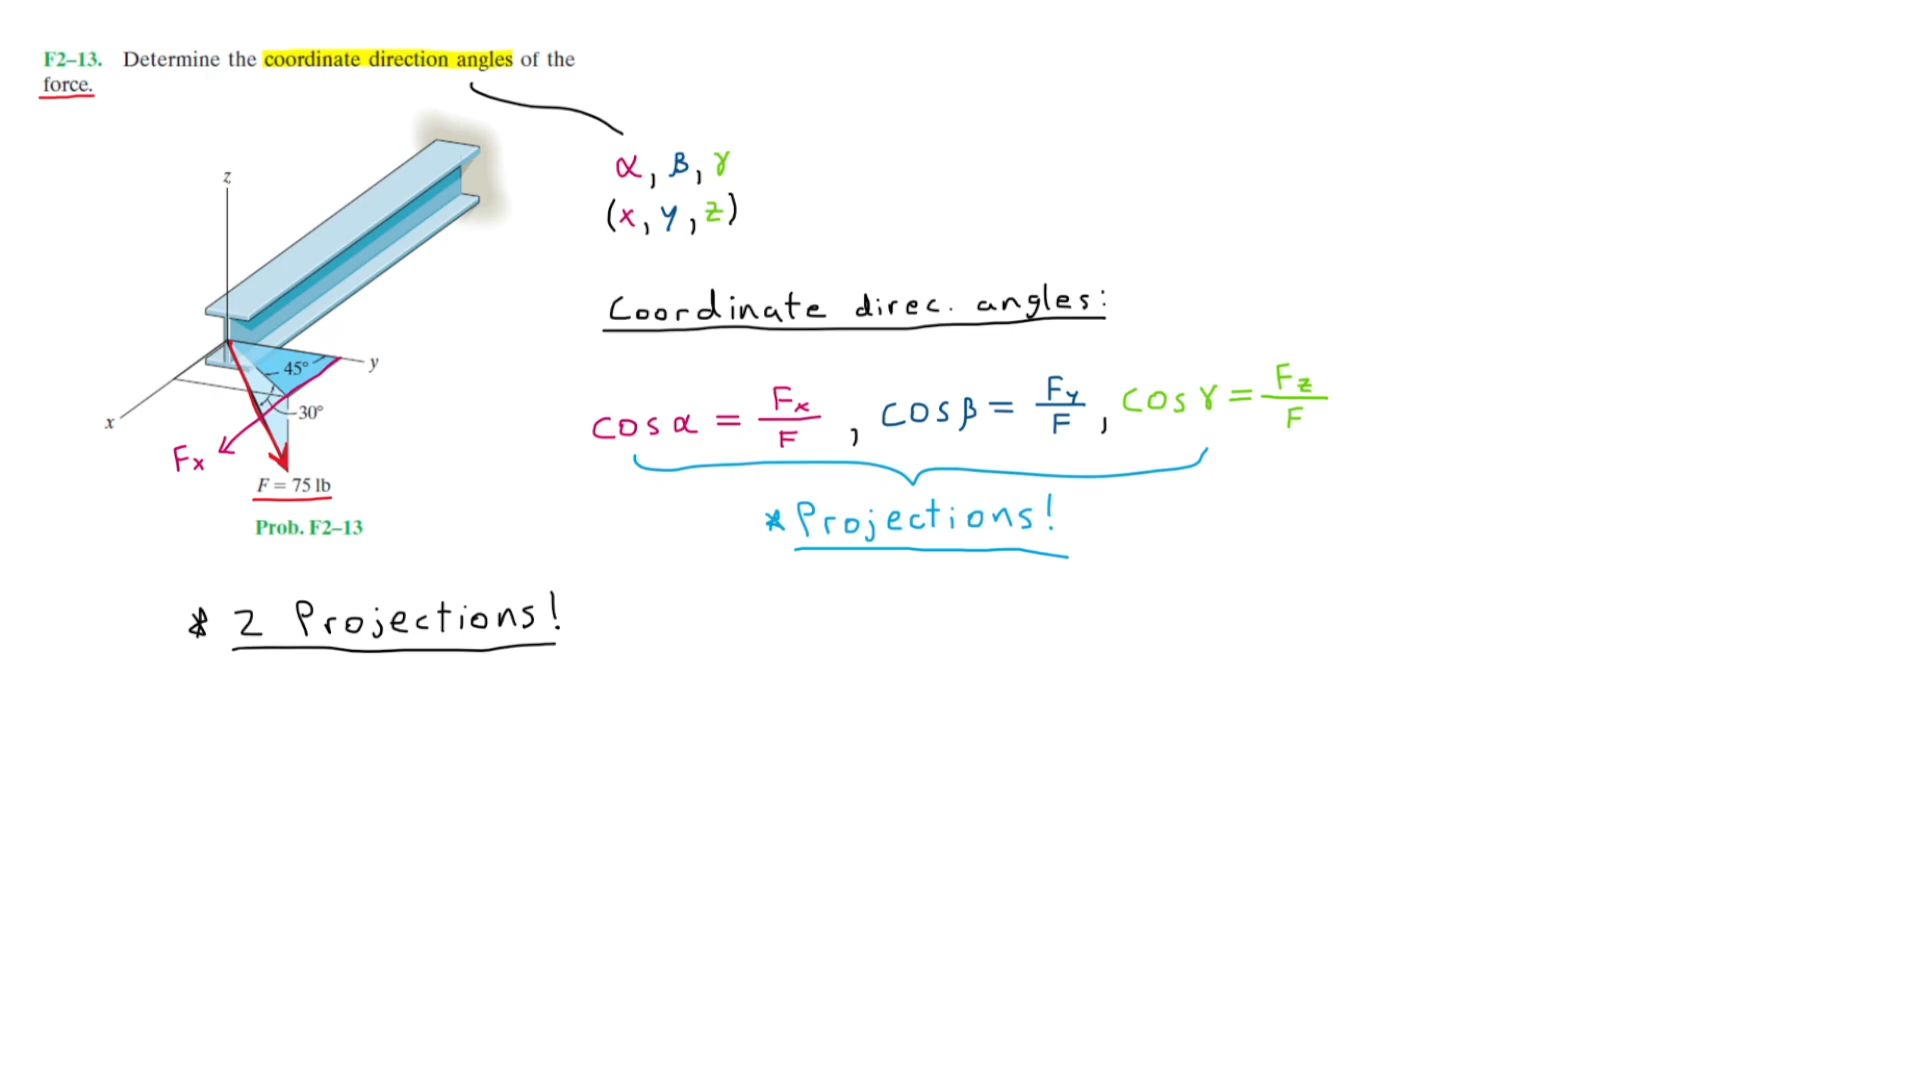 F2–13. Determine the coordinate direction angles of the
force.
α, β, γ
(x, y, z)
z
Coordinate direc. angles:
45°
y
30°
x
Fx
cos α = Fx/F , cos β = Fy/F , cos γ = Fz/F
F = 75 lb
* Projections!
Prob. F2–13
* 2 Projections!